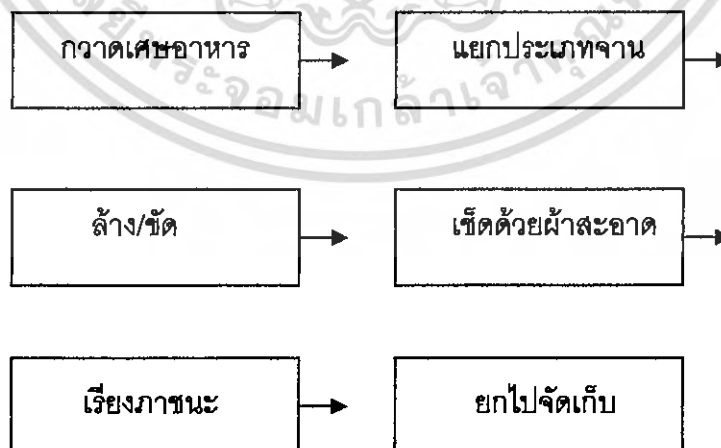 กวาดเศษอาหาร
แยกประเภทจาน
ล้าง/ขัด
เช็ดด้วยผ้าสะอาด
เรียงภาชนะ
ยกไปจัดเก็บ